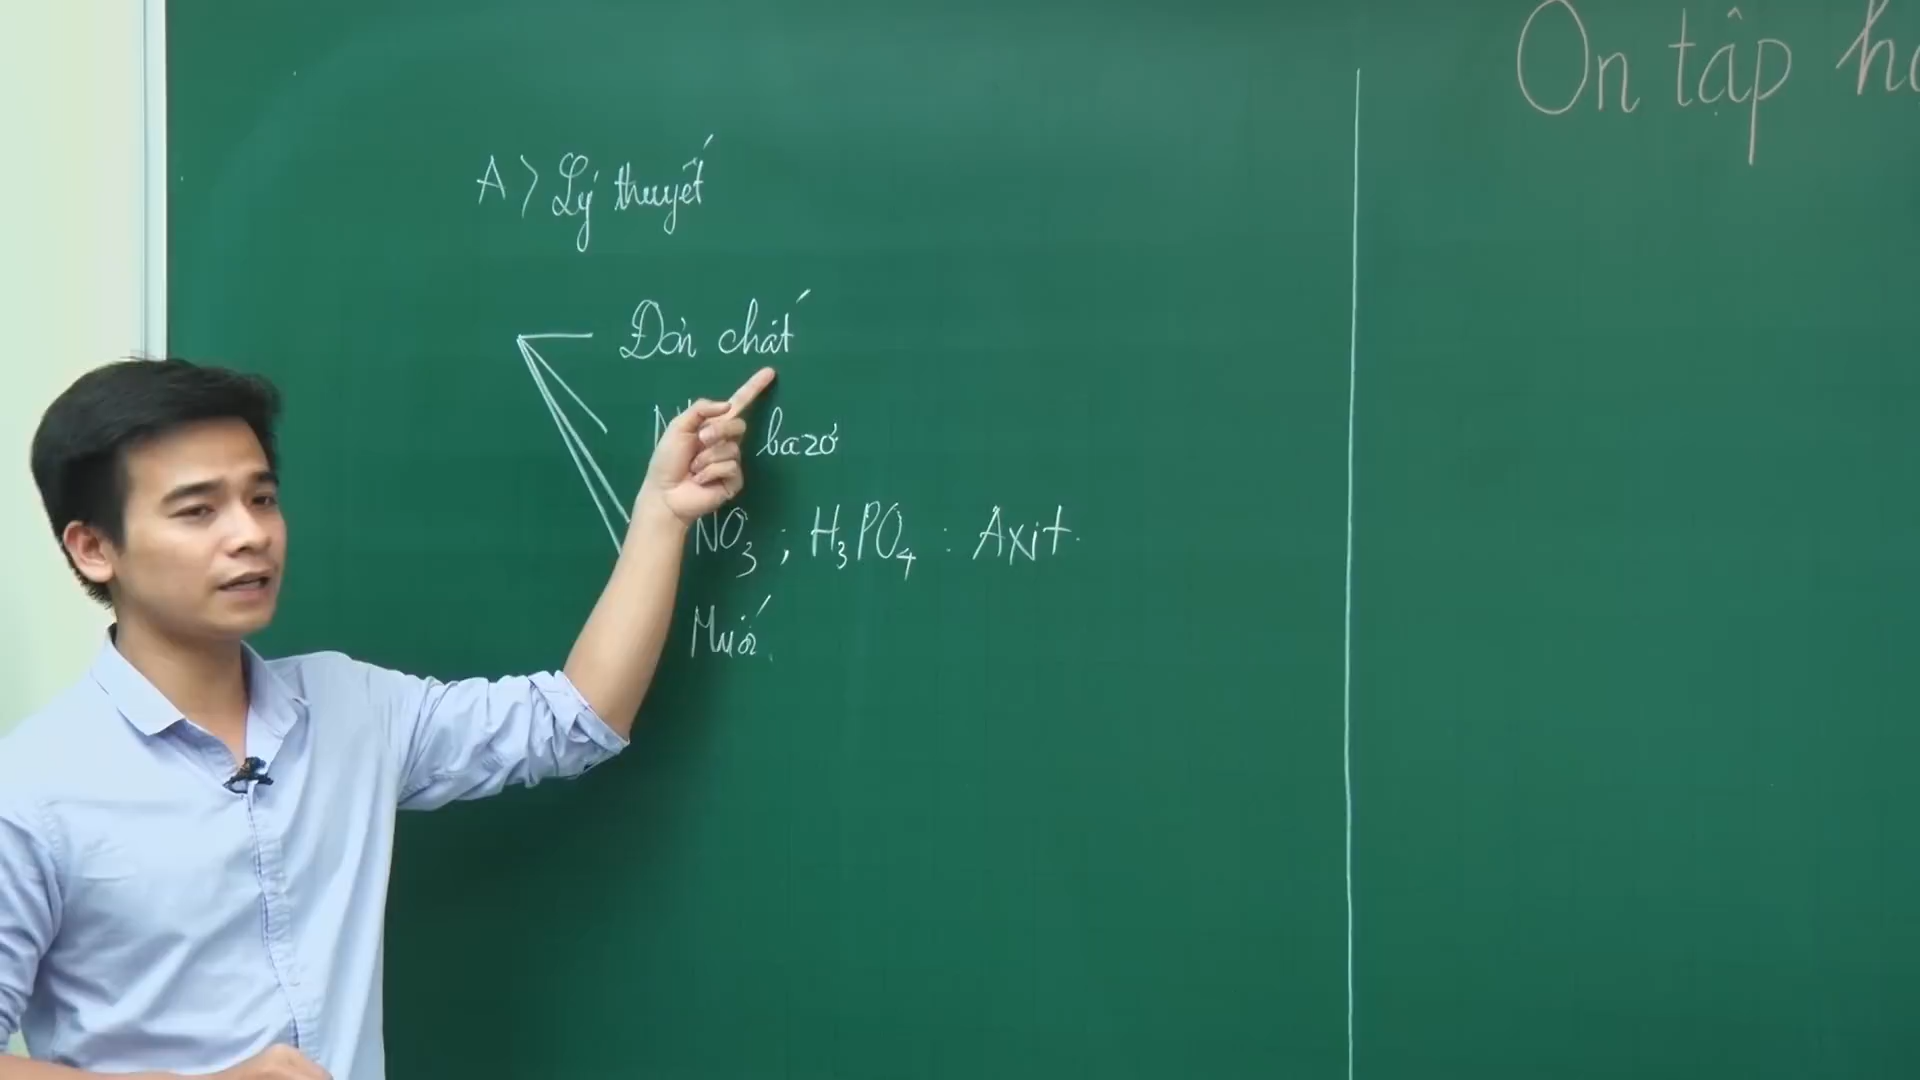 Ôn tập
A> Lý thuyết
Đơn chất
bazơ
NO₃ ; H₃PO₄ : Axit.
Muối